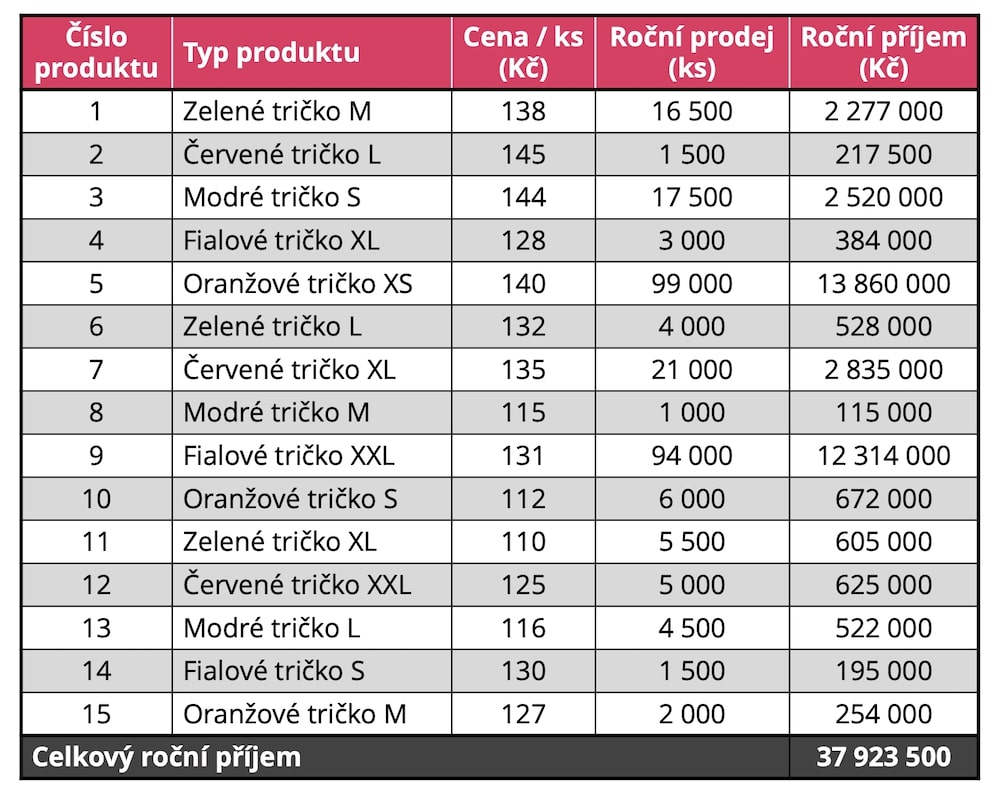 Číslo produktu Typ produktu Cena / ks (Kč) Roční prodej (ks) Roční příjem (Kč)
1 Zelené tričko M 138 16 500 2 277 000
2 Červené tričko L 145 1 500 217 500
3 Modré tričko S 144 17 500 2 520 000
4 Fialové tričko XL 128 3 000 384 000
5 Oranžové tričko XS 140 99 000 13 860 000
6 Zelené tričko L 132 4 000 528 000
7 Červené tričko XL 135 21 000 2 835 000
8 Modré tričko M 115 1 000 115 000
9 Fialové tričko XXL 131 94 000 12 314 000
10 Oranžové tričko S 112 6 000 672 000
11 Zelené tričko XL 110 5 500 605 000
12 Červené tričko XXL 125 5 000 625 000
13 Modré tričko L 116 4 500 522 000
14 Fialové tričko S 130 1 500 195 000
15 Oranžové tričko M 127 2 000 254 000
Celkový roční příjem 37 923 500